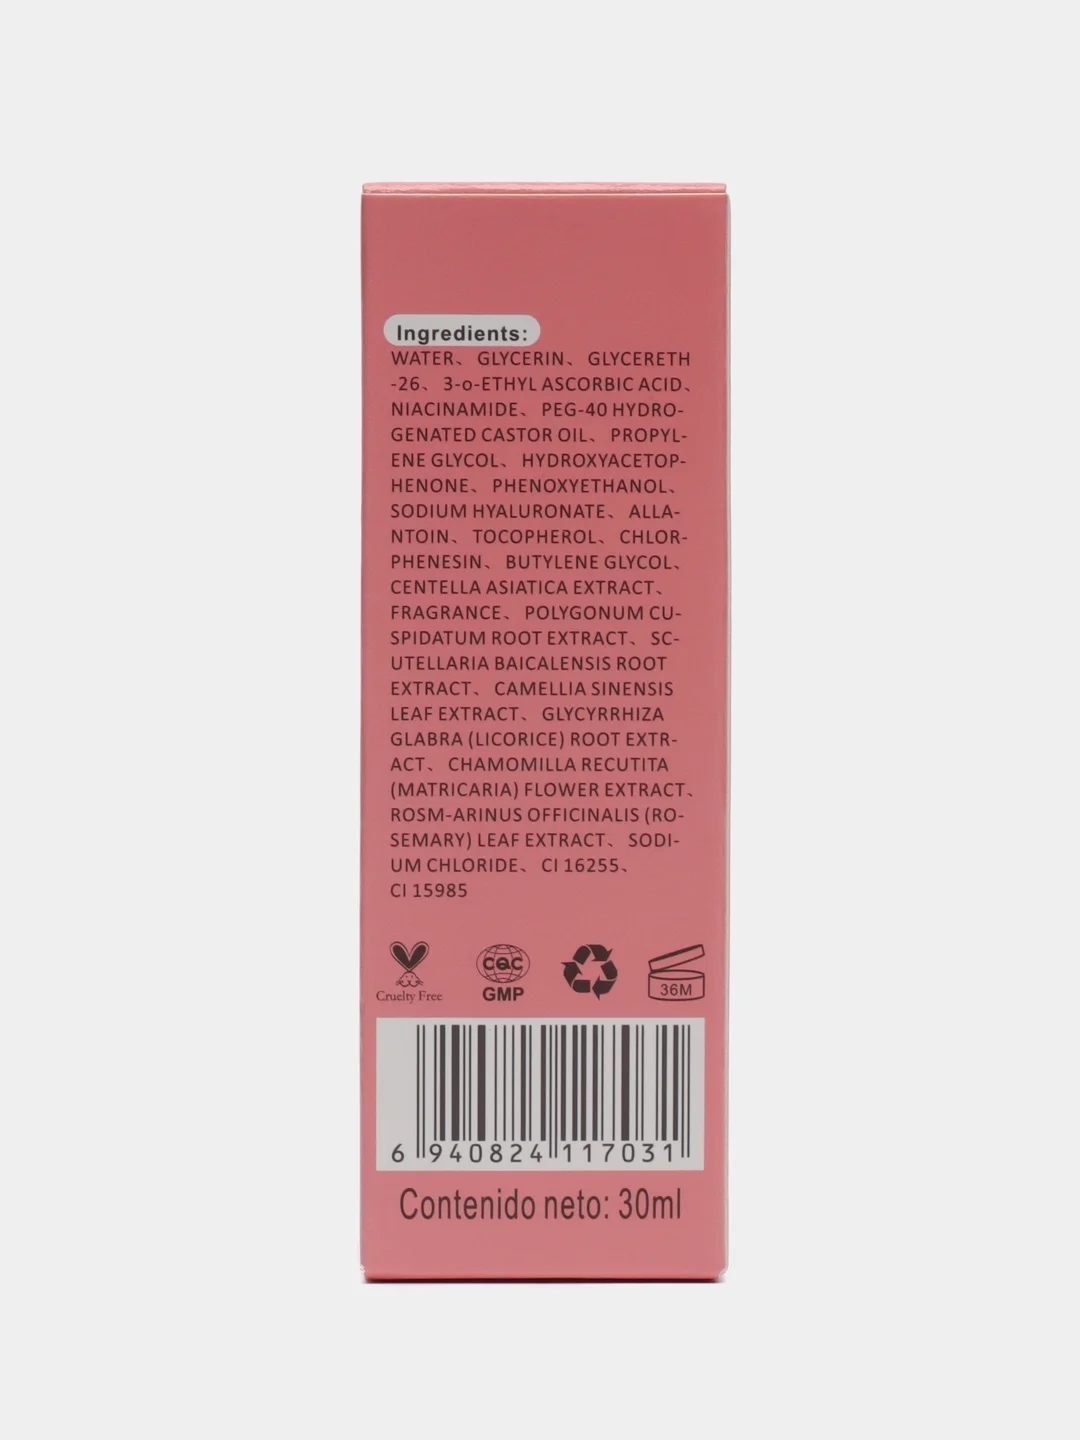 Ingredients:
WATER、 GLYCERIN、 GLYCERETH
-26、 3-o-ETHYL ASCORBIC ACID、
NIACINAMIDE、 PEG-40 HYDRO-
GENATED CASTOR OIL、 PROPYL-
ENE GLYCOL、 HYDROXYACETOP-
HENONE、 PHENOXYETHANOL、
SODIUM HYALURONATE、 ALLA-
NTOIN、 TOCOPHEROL、 CHLOR-
PHENESIN、 BUTYLENE GLYCOL、
CENTELLA ASIATICA EXTRACT、
FRAGRANCE、 POLYGONUM CU-
SPIDATUM ROOT EXTRACT、 SC-
UTELLARIA BAICALENSIS ROOT
EXTRACT、 CAMELLIA SINENSIS
LEAF EXTRACT、 GLYCYRRHIZA
GLABRA (LICORICE) ROOT EXTR-
ACT、 CHAMOMILLA RECUTITA
(MATRICARIA) FLOWER EXTRACT、
ROSM-ARINUS OFFICINALIS (RO-
SEMARY) LEAF EXTRACT、 SODI-
UM CHLORIDE、 CI 16255、
CI 15985
Cruelty Free
CQC
GMP
36M
6 940824 117031
Contenido neto: 30ml